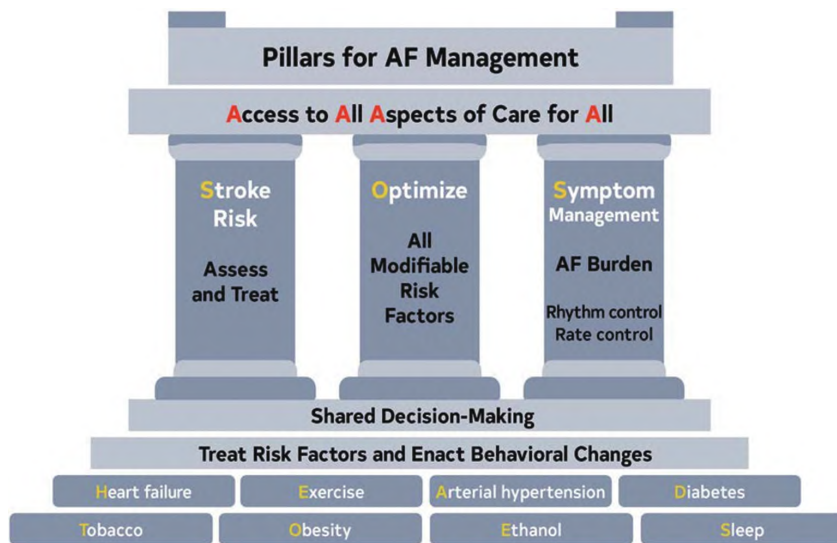 Pillars for AF Management
Access to All Aspects of Care for All
Stroke
Risk
Assess
and Treat
Optimize
All
Modifiable
Risk
Factors
Symptom
Management
AF Burden
Rhythm control
Rate control
Shared Decision-Making
Treat Risk Factors and Enact Behavioral Changes
Heart failure
Exercise
Arterial hypertension
Diabetes
Tobacco
Obesity
Ethanol
Sleep